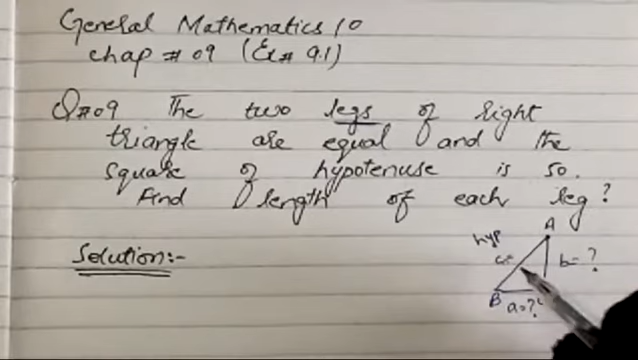 General Mathematics 10
chap # 09 (Ex# 9.1)
Q#09 The two legs of right
triangle are equal and the
square of hypotenuse is 50.
Find length of each leg?
Solution:-
A
hyp
c=
b=?
B
a=?